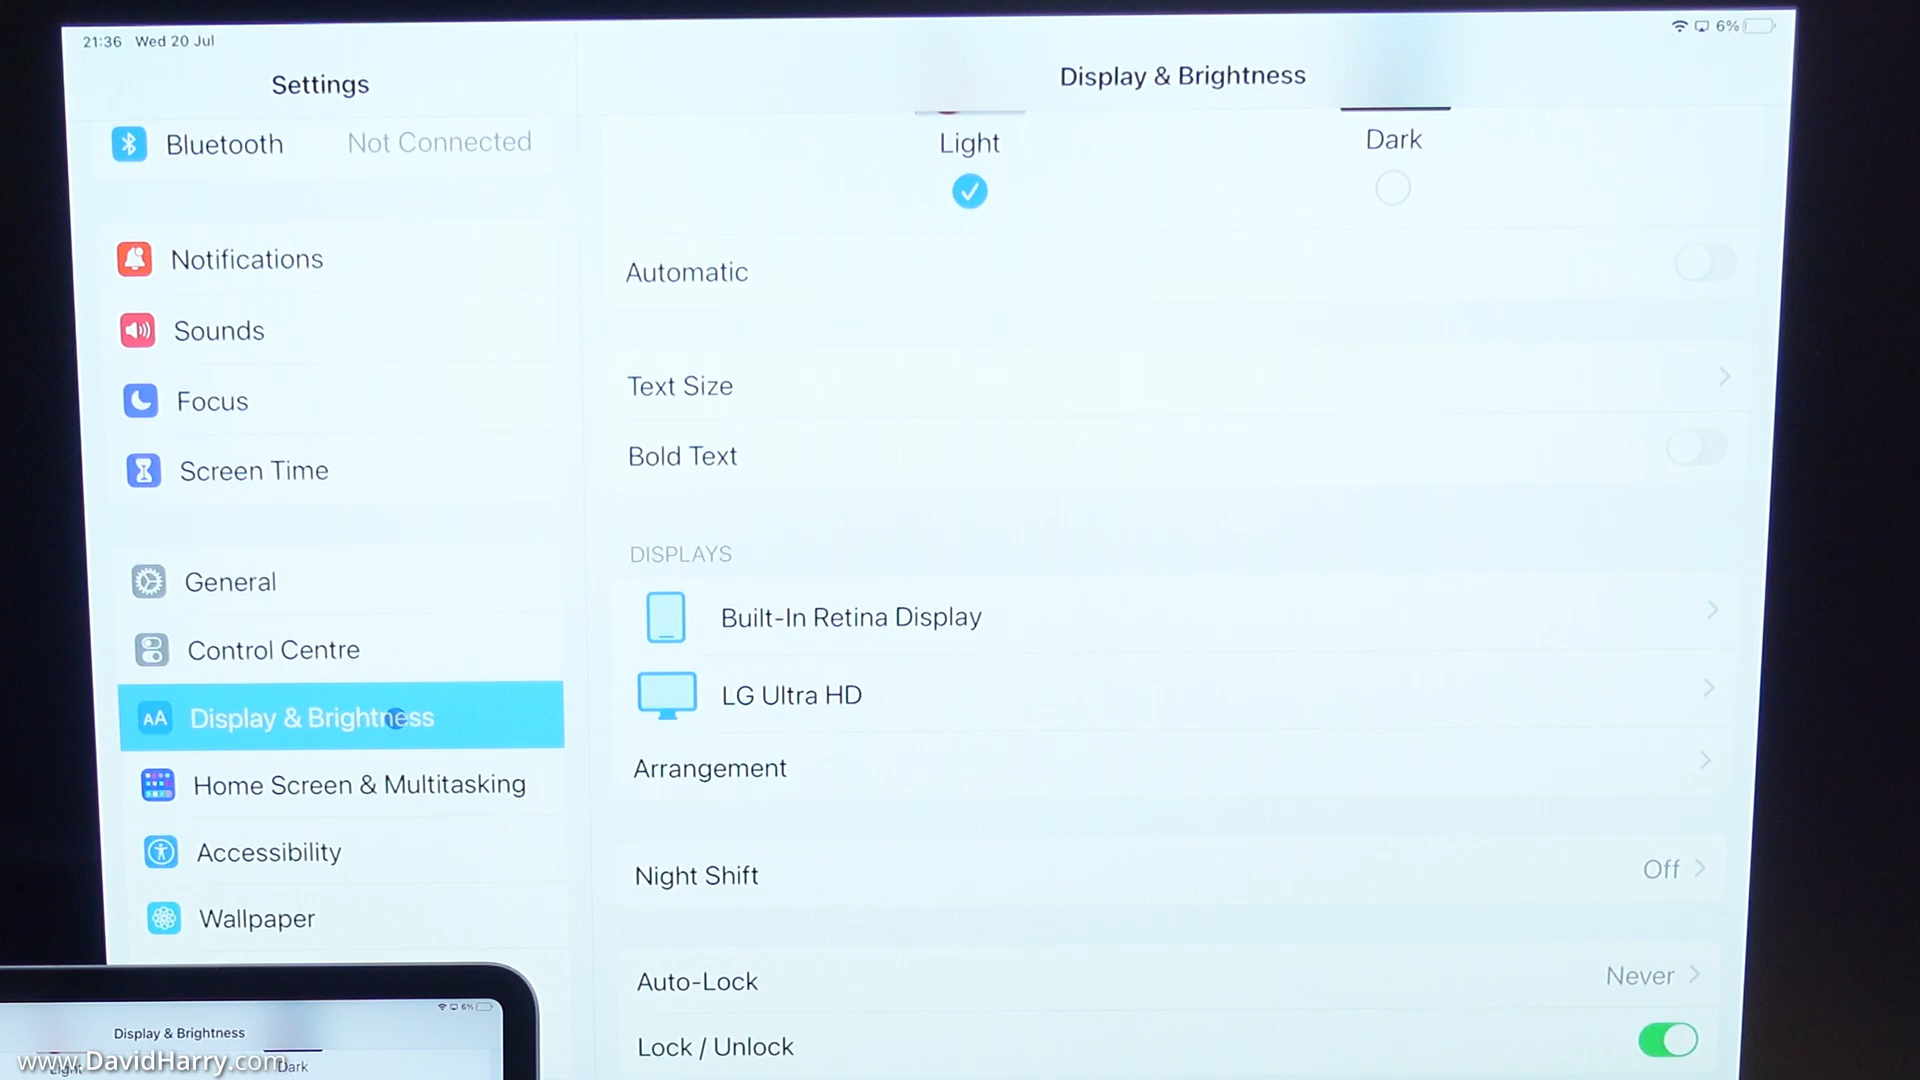 21:36 Wed 20 Jul
6%
Settings
Display & Brightness
Bluetooth Not Connected
Notifications
Sounds
Focus
Screen Time
General
Control Centre
AA Display & Brightness
Home Screen & Multitasking
Accessibility
Wallpaper
Light Dark
Automatic
Text Size
Bold Text
DISPLAYS
Built-In Retina Display
LG Ultra HD
Arrangement
Night Shift Off
Auto-Lock Never
Lock / Unlock
6%
Display & Brightness
Light Dark
www.DavidHarry.com